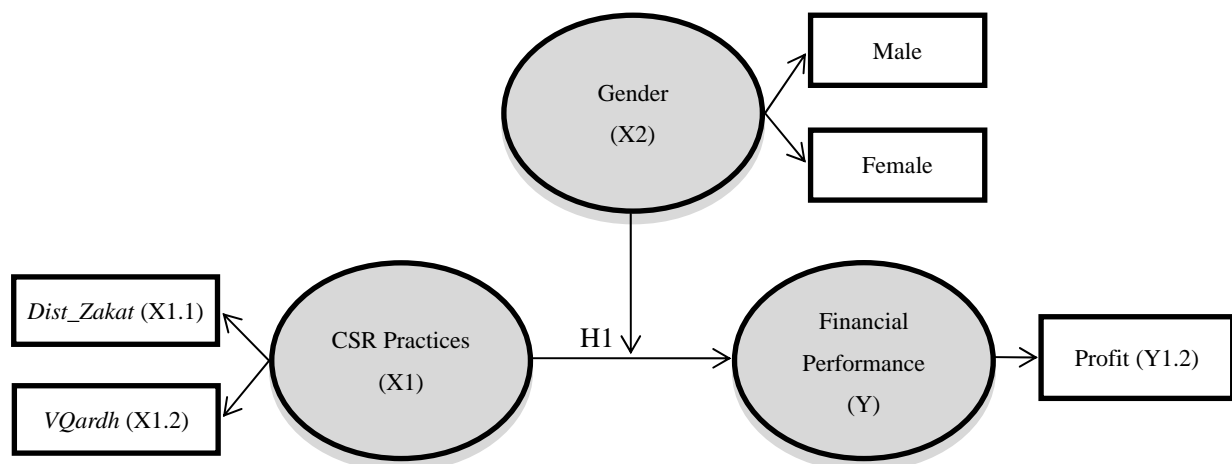 Male
Gender
(X2)
Female
Dist_Zakat (X1.1)
CSR Practices
(X1)
VQardh (X1.2)
H1
Financial
Performance
(Y)
Profit (Y1.2)